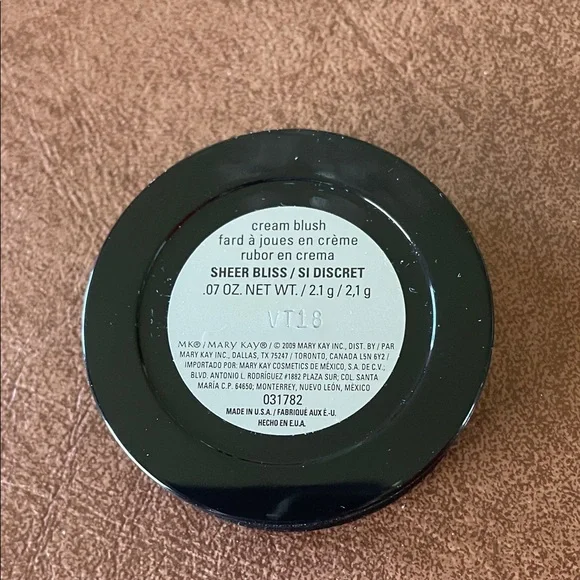 cream blush
fard à joues en crème
rubor en crema
SHEER BLISS / SI DISCRET
.07 OZ. NET WT. / 2.1 g / 2,1 g
VT18
MK® / MARY KAY® / © 2009 MARY KAY INC., DIST. BY / PAR
MARY KAY INC., DALLAS, TX 75247 / TORONTO, CANADA L5N 6Y2 /
IMPORTADO POR: MARY KAY COSMETICS DE MÉXICO, S.A. DE C.V.,
BLVD. ANTONIO L. RODRÍGUEZ #1882 PLAZA SUR; COL. SANTA
MARÍA C.P. 64650; MONTERREY, NUEVO LEÓN, MÉXICO
031782
MADE IN U.S.A. / FABRIQUÉ AUX É.-U.
HECHO EN E.U.A.